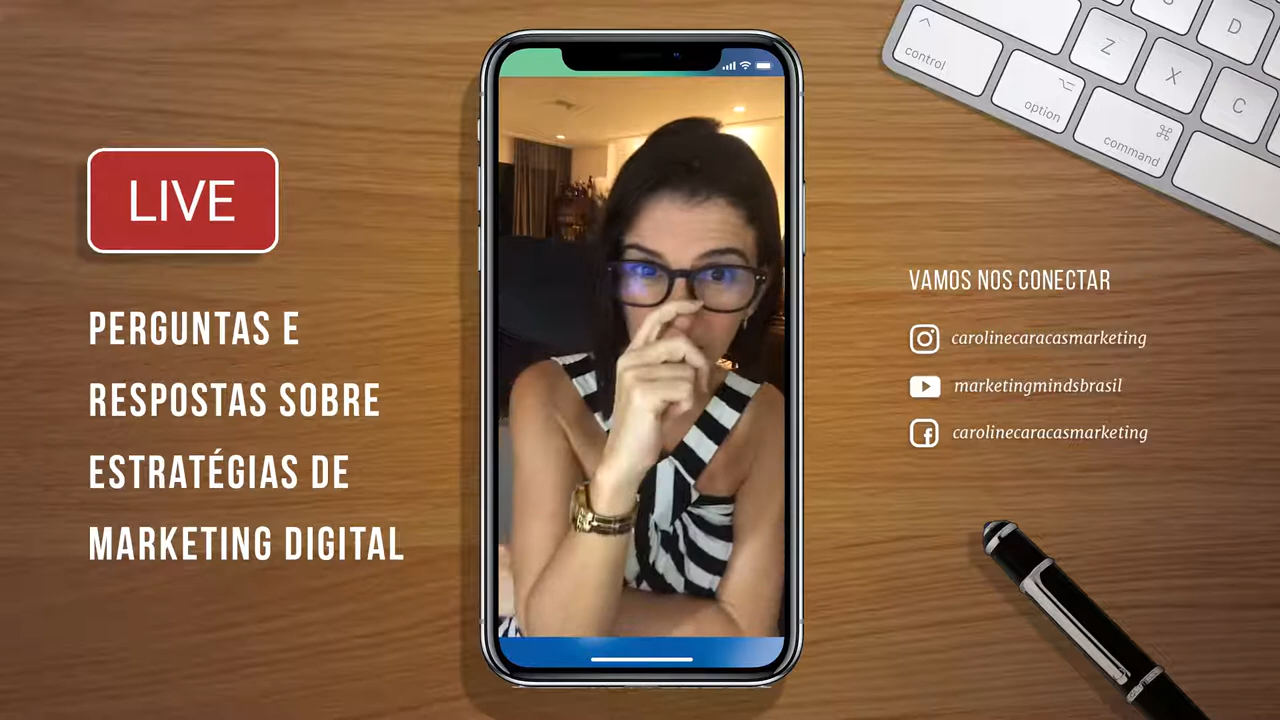 LIVE
PERGUNTAS E
RESPOSTAS SOBRE
ESTRATÉGIAS DE
MARKETING DIGITAL
VAMOS NOS CONECTAR
carolinecaracasmarketing
marketingmindsbrasil
carolinecaracasmarketing
control
option
command
Z
X
C
S
D